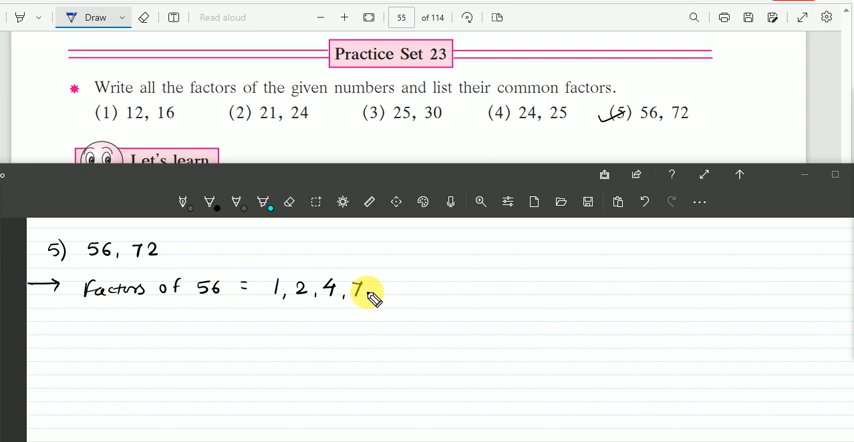 Draw
Read aloud
55 of 114
Practice Set 23
Write all the factors of the given numbers and list their common factors.
(1) 12, 16 (2) 21, 24 (3) 25, 30 (4) 24, 25 (5) 56, 72
Let's learn
5) 56, 72
→ Factors of 56 = 1, 2, 4, 7